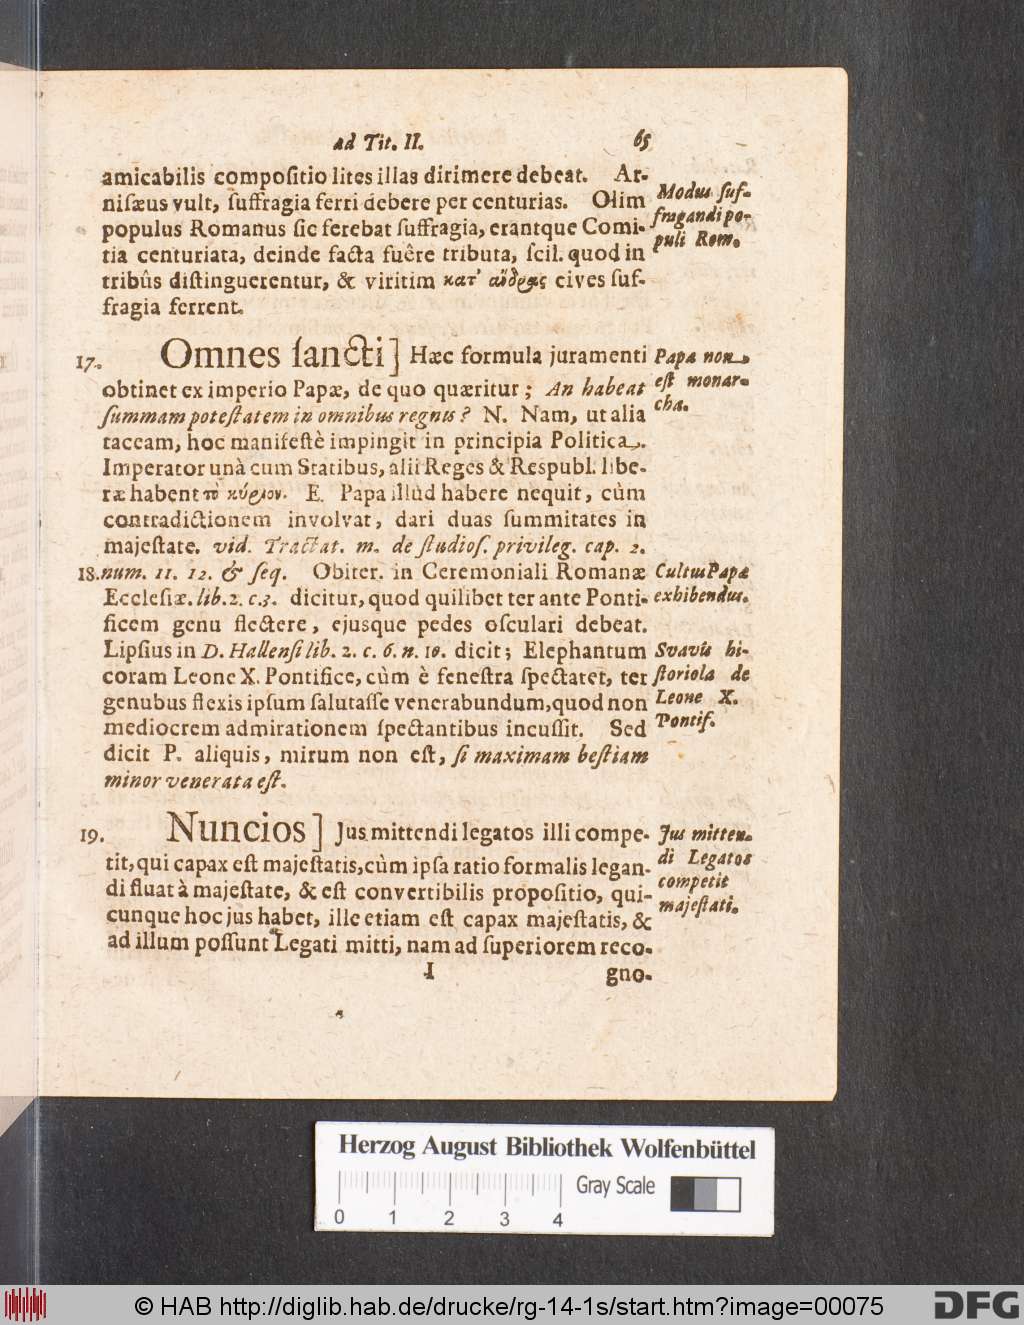 ad Tit. II. 65
amicabilis compoſitio lites illas dirimere debeat. Ar-
niſæus vult, ſuffragia ferri debere per centurias. Olim
populus Romanus ſic ferebat ſuffragia, erantque Comi-
tia centuriata, deinde facta fuêre tributa, ſcil. quod in
tribûs diſtinguerentur, & viritim κατ' ἄνδρας cives ſuf-
fragia ferrent.
Modus ſuf-
fragandi po-
puli Rom.
17. Omnes ſancti] Hæc formula juramenti
obtinet ex imperio Papæ, de quo quæritur; An habeat
ſummam poteſtatem in omnibus regnis? N. Nam, ut alia
taceam, hoc manifeſtè impingit in principia Politica.
Imperator unà cum Statibus, alii Reges & Respubl. libe-
ræ habent τὸ κύριον. E. Papa illùd habere nequit, cùm
contradictionem involvat, dari duas ſummitates in
majeſtate. vid. Tractat. m. de ſtudioſ. privileg. cap. 2.
18. num. 11. 12. & ſeq. Obiter. in Ceremoniali Romanæ
Eccleſiæ. lib. 2. c. 3. dicitur, quod quilibet ter ante Ponti-
ficem genu flectere, ejusque pedes oſculari debeat.
Lipſius in D. Hallenſi lib. 2. c. 6. n. 10. dicit; Elephantum
coram Leone X. Pontifice, cùm è feneſtra ſpectaret, ter
genubus flexis ipſum ſalutaſſe venerabundum, quod non
mediocrem admirationem ſpectantibus incuſſit. Sed
dicit P. aliquis, mirum non eſt, ſi maximam beſtiam
minor venerata eſt.
Papa non
eſt monar-
cha.
Cultus Papæ
exhibendus.
Svavis hi-
ſtoriola de
Leone X.
Pontif.
19. Nuncios] Jus mittendi legatos illi compe-
tit, qui capax eſt majeſtatis, cùm ipſa ratio formalis legan-
di fluat à majeſtate, & eſt convertibilis propoſitio, qui-
cunque hoc jus habet, ille etiam eſt capax majeſtatis, &
ad illum poſſunt Legati mitti, nam ad ſuperiorem reco-
Jus mitten-
di Legatos
competit
majeſtati.
I gno-
Herzog August Bibliothek Wolfenbüttel
Gray Scale
0 1 2 3 4
© HAB http://diglib.hab.de/drucke/rg-14-1s/start.htm?image=00075
DFG